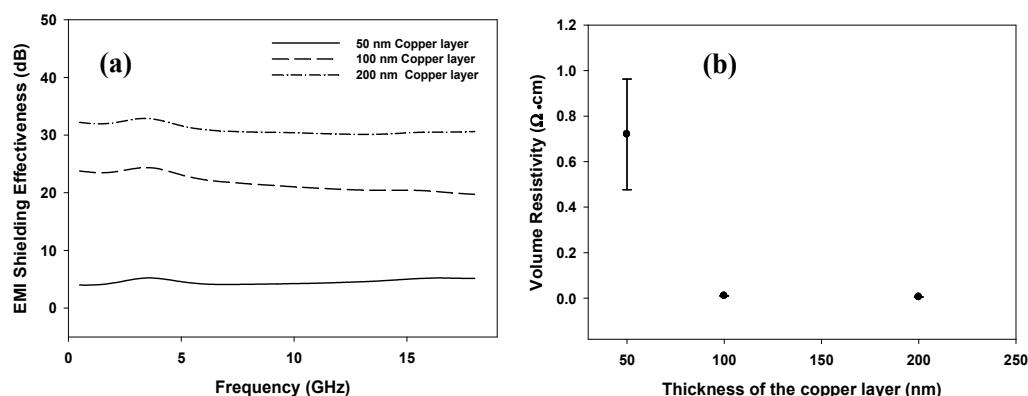 (a)
50 nm Copper layer
100 nm Copper layer
200 nm Copper layer
EMI Shielding Effectiveness (dB)
50
40
30
20
10
0
0 5 10 15
Frequency (GHz)
(b)
Volume Resistivity (Ω•cm)
1.2
1.0
0.8
0.6
0.4
0.2
0.0
50 100 150 200 250
Thickness of the copper layer (nm)